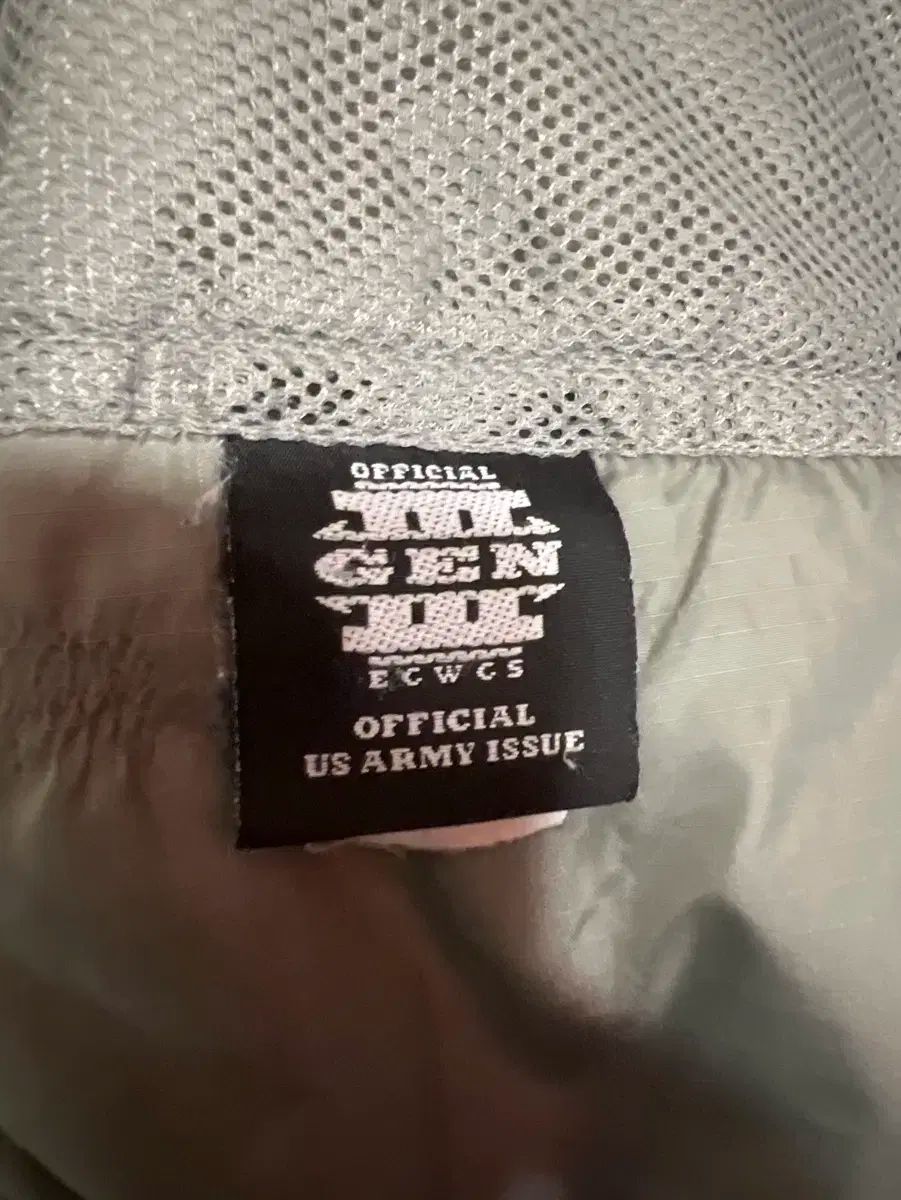 OFFICIAL
III
GEN
III
ECWCS
OFFICIAL
US ARMY ISSUE